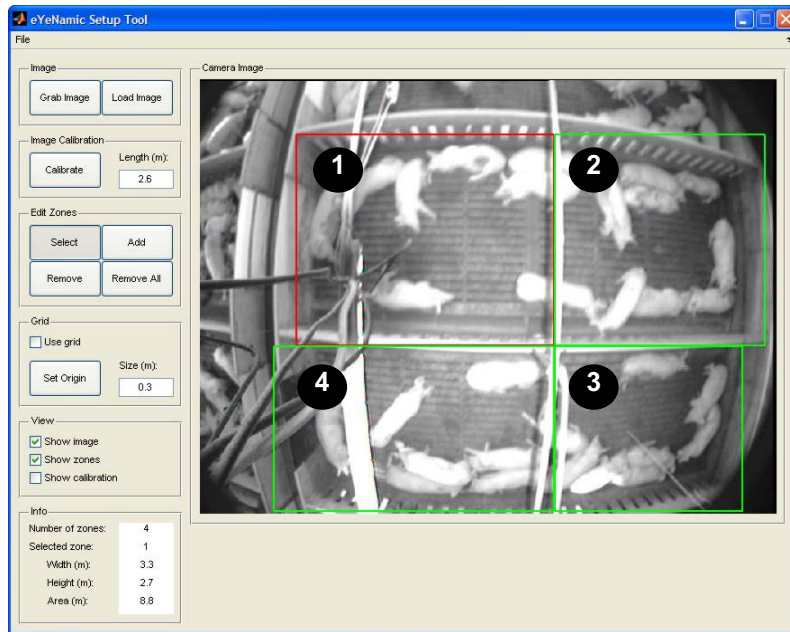 eYeNamic Setup Tool
File
Image
Grab Image
Load Image
Image Calibration
Calibrate
Length (m):
2.6
Edit Zones
Select
Add
Remove
Remove All
Grid
Use grid
Set Origin
Size (m):
0.3
View
Show image
Show zones
Show calibration
Info
Number of zones: 4
Selected zone: 1
Width (m): 3.3
Height (m): 2.7
Area (m): 8.8
Camera Image
1
2
4
3